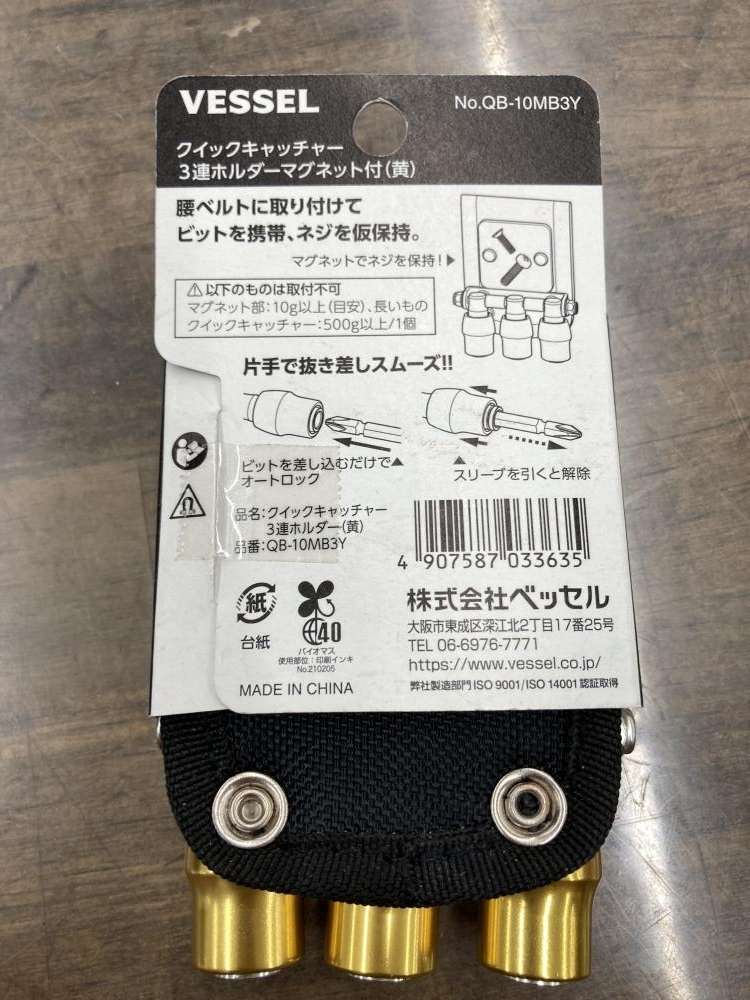 VESSEL
No.QB-10MB3Y
クイックキャッチャー
3連ホルダーマグネット付(黄)
腰ベルトに取り付けて
ビットを携帯、ネジを仮保持。
マグネットでネジを保持!▶
⚠以下のものは取付不可
マグネット部:10g以上(目安)、長いもの
クイックキャッチャー:500g以上/1個
片手で抜き差しスムーズ!!
ビットを差し込むだけで▲
オートロック
▲
スリーブを引くと解除
品名:クイックキャッチャー
3連ホルダー(黄)
品番:QB-10MB3Y
4 907587 033635
紙
台紙
40
バイオマス
使用部位:印刷インキ
No.210205
MADE IN CHINA
株式会社ベッセル
大阪市東成区深江北2丁目17番25号
TEL 06-6976-7771
https://www.vessel.co.jp/
弊社製造部門 ISO 9001/ISO 14001 認証取得